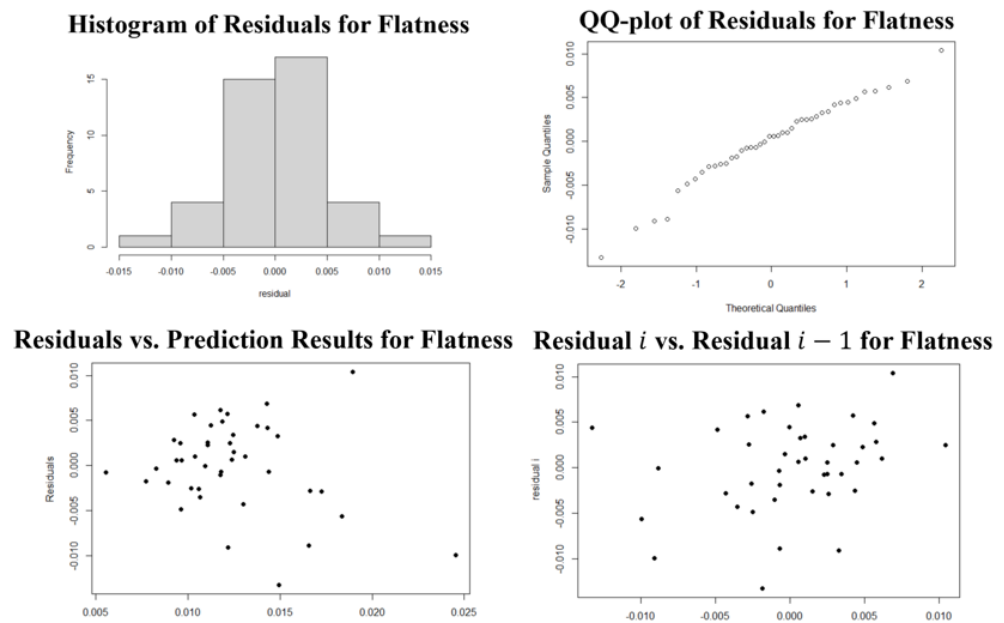 Histogram of Residuals for Flatness
15
10
5
0
Frequency
-0.015 -0.010 -0.005 0.000 0.005 0.010 0.015
residual
QQ-plot of Residuals for Flatness
0.010
0.005
0.000
-0.005
-0.010
Sample Quantiles
-2 -1 0 1 2
Theoretical Quantiles
Residuals vs. Prediction Results for Flatness
0.010
0.005
0.000
-0.005
-0.010
Residuals
0.005 0.010 0.015 0.020 0.025
Residual i vs. Residual i − 1 for Flatness
0.010
0.005
0.000
-0.005
-0.010
residual i
-0.010 -0.005 0.000 0.005 0.010